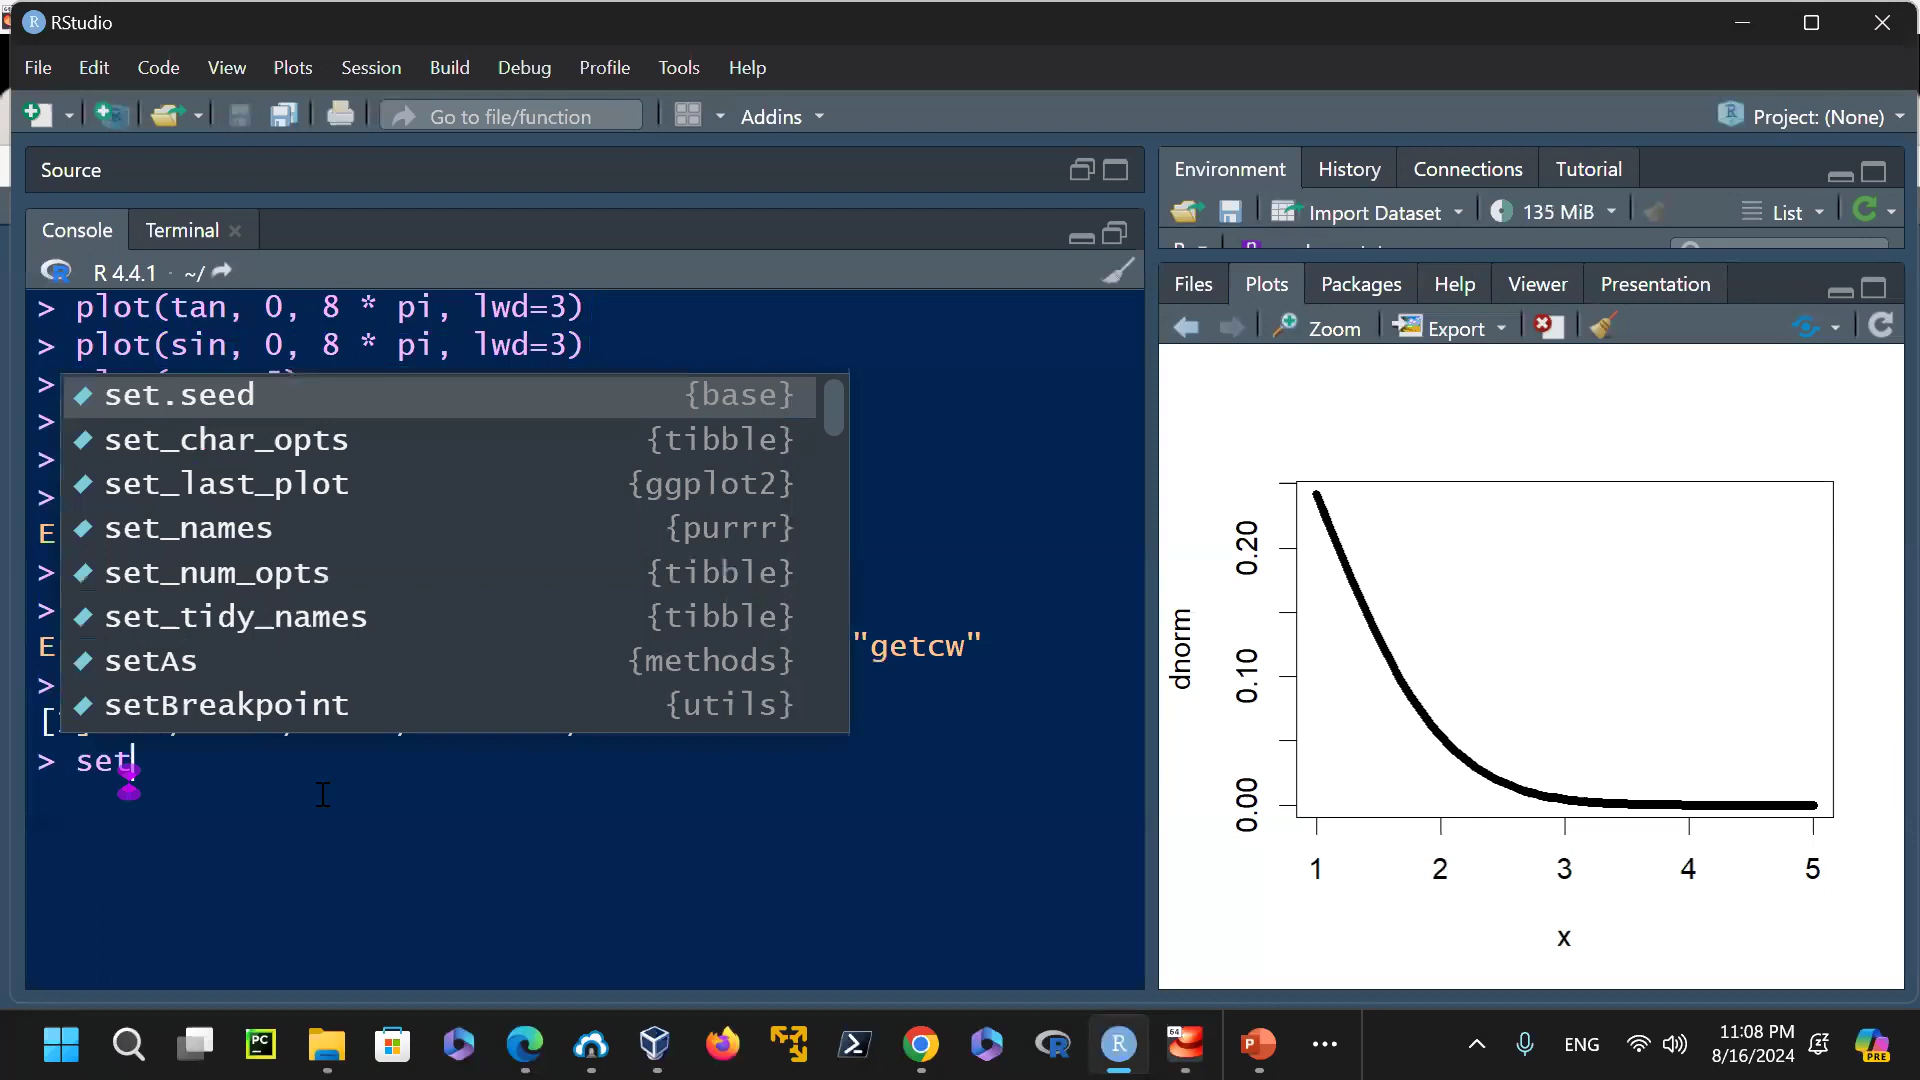 RStudio
File Edit Code View Plots Session Build Debug Profile Tools Help
Go to file/function
Addins
Project: (None)
Source
Console Terminal
R 4.4.1 · ~/
> plot(tan, 0, 8 * pi, lwd=3)
> plot(sin, 0, 8 * pi, lwd=3)
>
set.seed {base}
>
set_char_opts {tibble}
>
set_last_plot {ggplot2}
>
set_names {purrr}
E
set_num_opts {tibble}
>
set_tidy_names {tibble}
>
E "getcw"
setAs {methods}
>
setBreakpoint {utils}
> set
Environment History Connections Tutorial
Import Dataset 135 MiB List
Files Plots Packages Help Viewer Presentation
Zoom Export
dnorm
0.20
0.10
0.00
1 2 3 4 5
x
PC
64
P
ENG
11:08 PM
8/16/2024
PRE